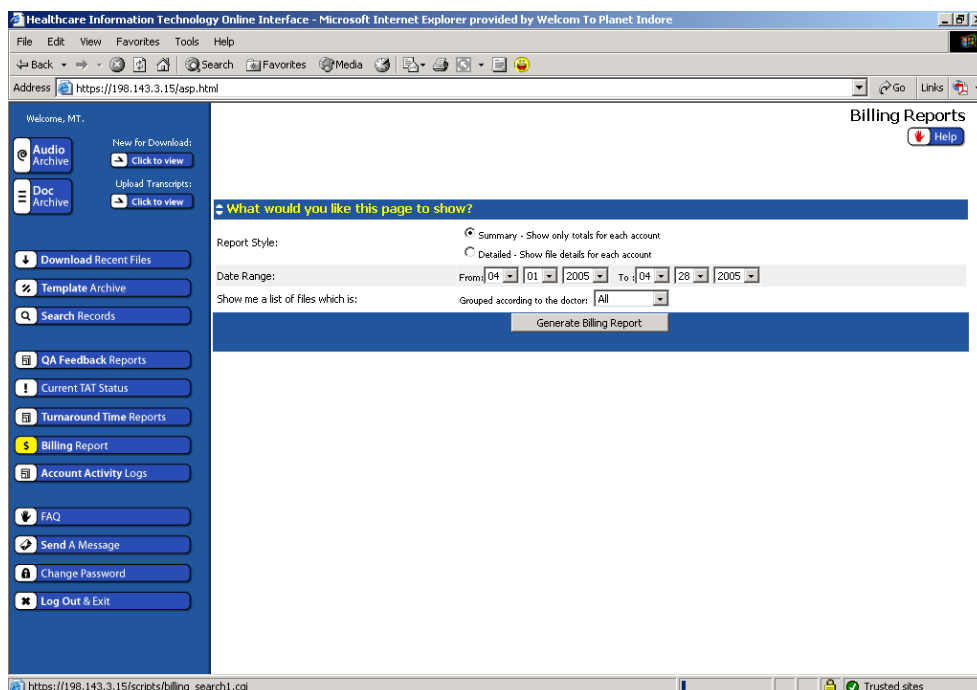 Healthcare Information Technology Online Interface - Microsoft Internet Explorer provided by Welcom To Planet Indore
File Edit View Favorites Tools Help
Back Search Favorites Media
Address https://198.143.3.15/asp.html Go Links
Welcome, MT.
Audio Archive
New for Download:
Click to view
Doc Archive
Upload Transcripts:
Click to view
Download Recent Files
Template Archive
Search Records
QA Feedback Reports
Current TAT Status
Turnaround Time Reports
$ Billing Report
Account Activity Logs
FAQ
Send A Message
Change Password
Log Out & Exit
Billing Reports
Help
What would you like this page to show?
Report Style:
Summary - Show only totals for each account
Detailed - Show file details for each account
Date Range:
From: 04 01 2005 To : 04 28 2005
Show me a list of files which is:
Grouped according to the doctor: All
Generate Billing Report
https://198.143.3.15/scripts/billing_search1.cgi
Trusted sites